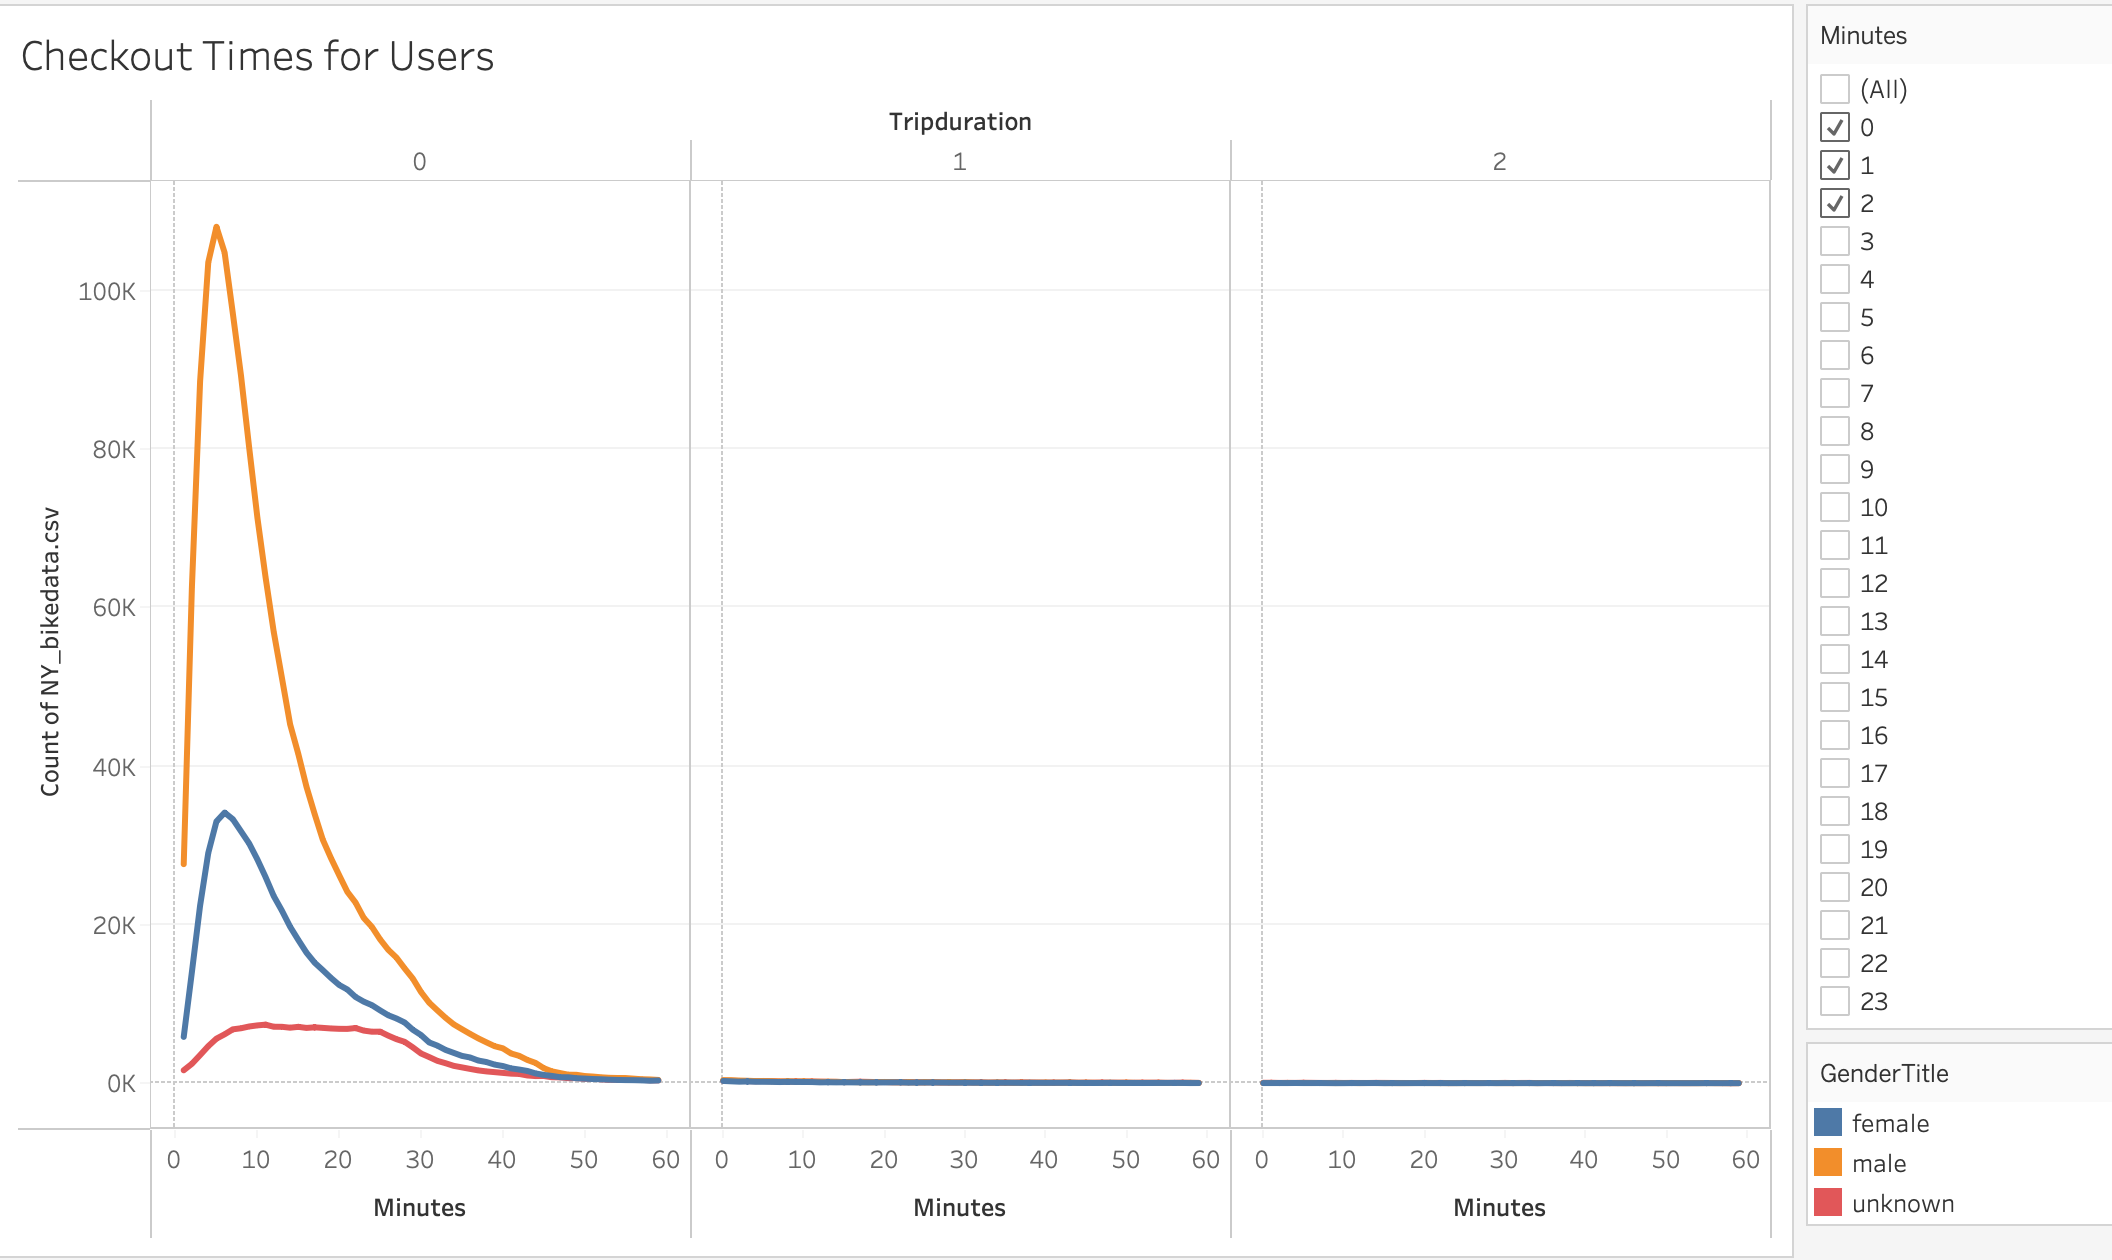 Checkout Times for Users
Tripduration
0 1 2
Count of NY_bikedata.csv
100K
80K
60K
40K
20K
0K
0 10 20 30 40 50 60 0 10 20 30 40 50 60 0 10 20 30 40 50 60
Minutes Minutes Minutes
Minutes
(All)
0
1
2
3
4
5
6
7
8
9
10
11
12
13
14
15
16
17
18
19
20
21
22
23
GenderTitle
female
male
unknown